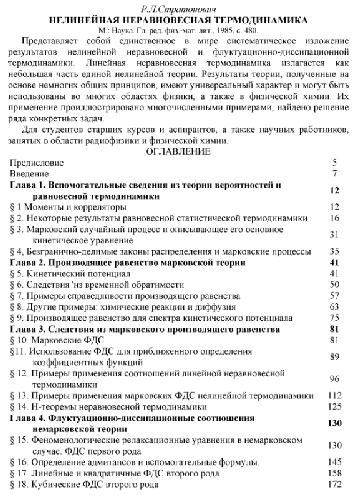 Р.Л.Стратонович
НЕЛИНЕЙНАЯ НЕРАВНОВЕСНАЯ ТЕРМОДИНАМИКА
М.: Наука. Гл. ред. физ.-мат. лит., 1985, с.-480.
Представляет собой единственное в мире систематическое изложение
результатов нелинейной неравновесной и флуктуационно-диссипационной
термодинамики. Линейная неравновесная термодинамика излагается как
небольшая часть единой нелинейной теории. Результаты теории, полученные на
основе немногих общих принципов, имеют универсальный характер и могут быть
использованы во многих областях физики, а также в физической химии. Их
применение проиллюстрировано многочисленными примерами, найдено решение
ряда конкретных задач.
Для студентов старших курсов и аспирантов, а также научных работников,
занятых в области радиофизики и физической химии.
ОГЛАВЛЕНИЕ
Предисловие 5
Введение 7
Глава 1. Вспомогательные сведения из теории вероятностей и
равновесной термодинамики 12
§ 1 Моменты и корреляторы 12
§ 2. Некоторые результаты равновесной статистической термодинамики 16
§ 3. Марковский случайный процесс и описывающее его основное
кинетическое уравнение 31
§ 4, Безгранично-делимые законы распределения и марковские процессы 35
Глава 2. Производящее равенство марковской теории 41
§ 5. Кинетический потенциал 41
§ 6. Следствия 'из временной обратимости 50
§ 7. Примеры справедливости производящего равенства 57
§ 8. Другие примеры: химические реакции и диффузия 63
§ 9. Производящее равенство для спектра кинетического потенциала 75
Глава 3. Следствия из марковского производящего равенства 81
§ 10. Марковские ФДС 81
§11. Использование ФДС для приближенного определения
коэффициентных функций 89
§ 12. Примеры применения соотношений линейной неравновесной
термодинамики 96
§ 13. Примеры применения марковских ФДС нелинейной термодинамики 112
§ 14. Н-теоремы неравновесной термодинамики 125
Глава 4. Флуктуационно-диссипационные соотношения
немарковской теории 130
§ 15. Феноменологические релаксационные уравнения в немарковском
случае. ФДС первого рода 130
§ 16. Определение адмитансов и вспомогательные формулы. 145
§ 17. Линейные и квадратичные ФДС второго рода 158
§ 18. Кубические ФДС второго рода 172